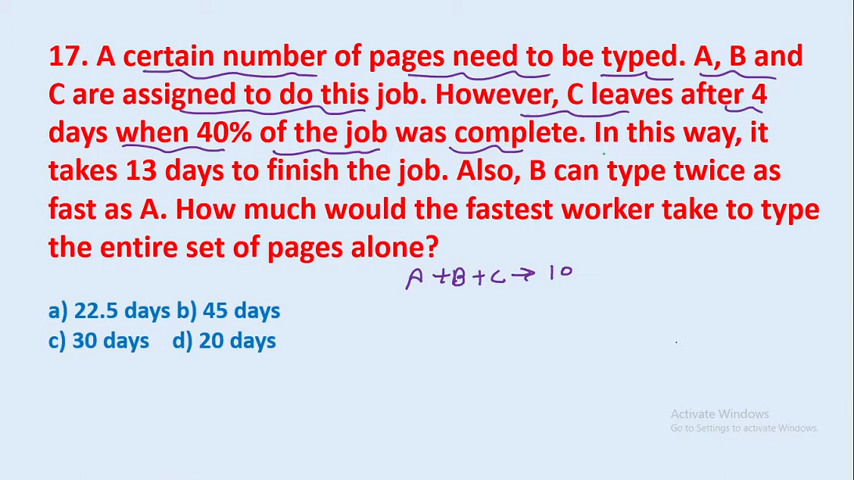 17. A certain number of pages need to be typed. A, B and
C are assigned to do this job. However, C leaves after 4
days when 40% of the job was complete. In this way, it
takes 13 days to finish the job. Also, B can type twice as
fast as A. How much would the fastest worker take to type
the entire set of pages alone?
A + B + C → 10
a) 22.5 days b) 45 days
c) 30 days d) 20 days
Activate Windows
Go to Settings to activate Windows.